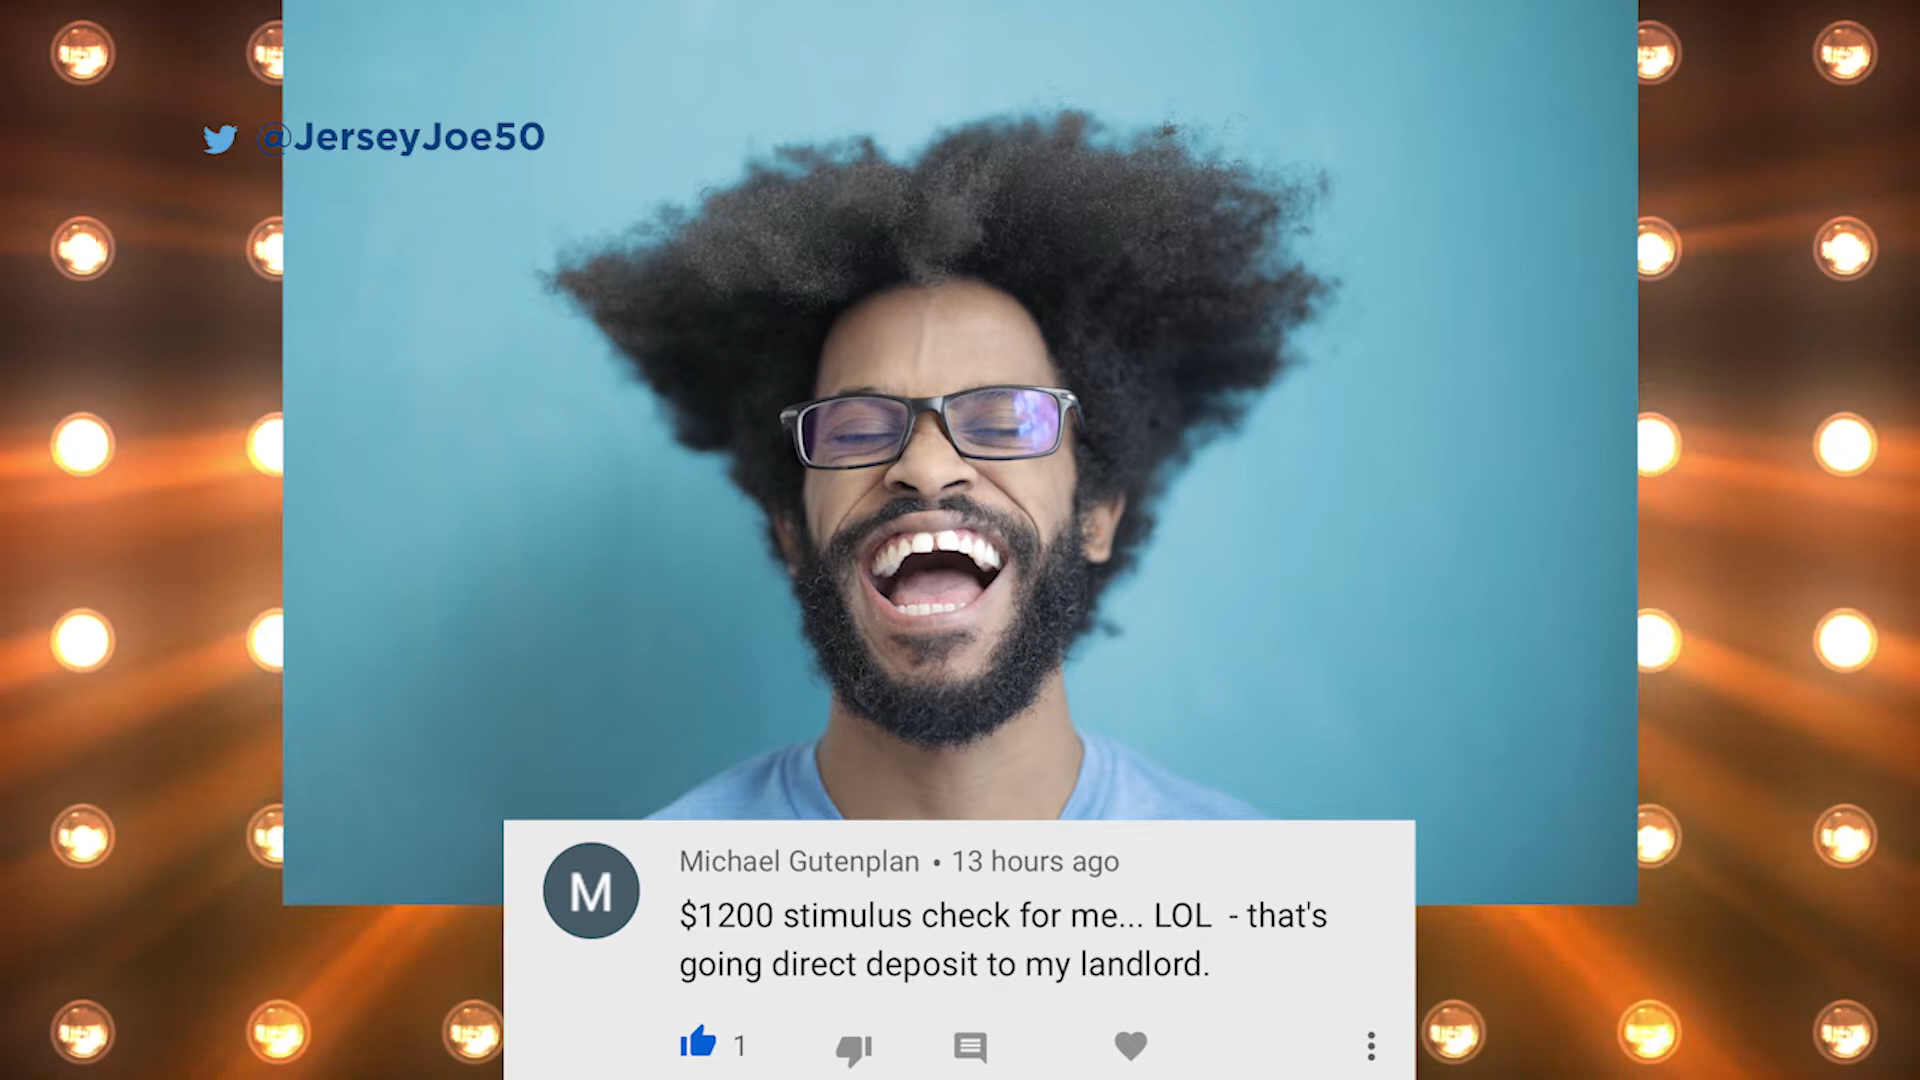 @JerseyJoe50
M
Michael Gutenplan • 13 hours ago
$1200 stimulus check for me... LOL - that's
going direct deposit to my landlord.
1